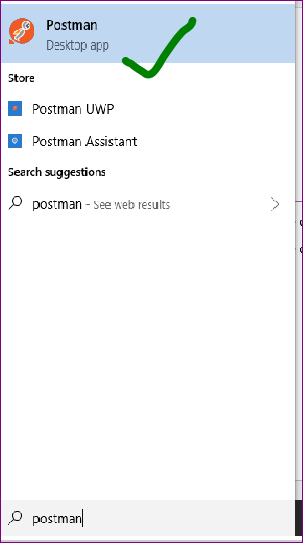 Postman
Desktop app
Store
Postman UWP
Postman Assistant
Search suggestions
postman - See web results
postman